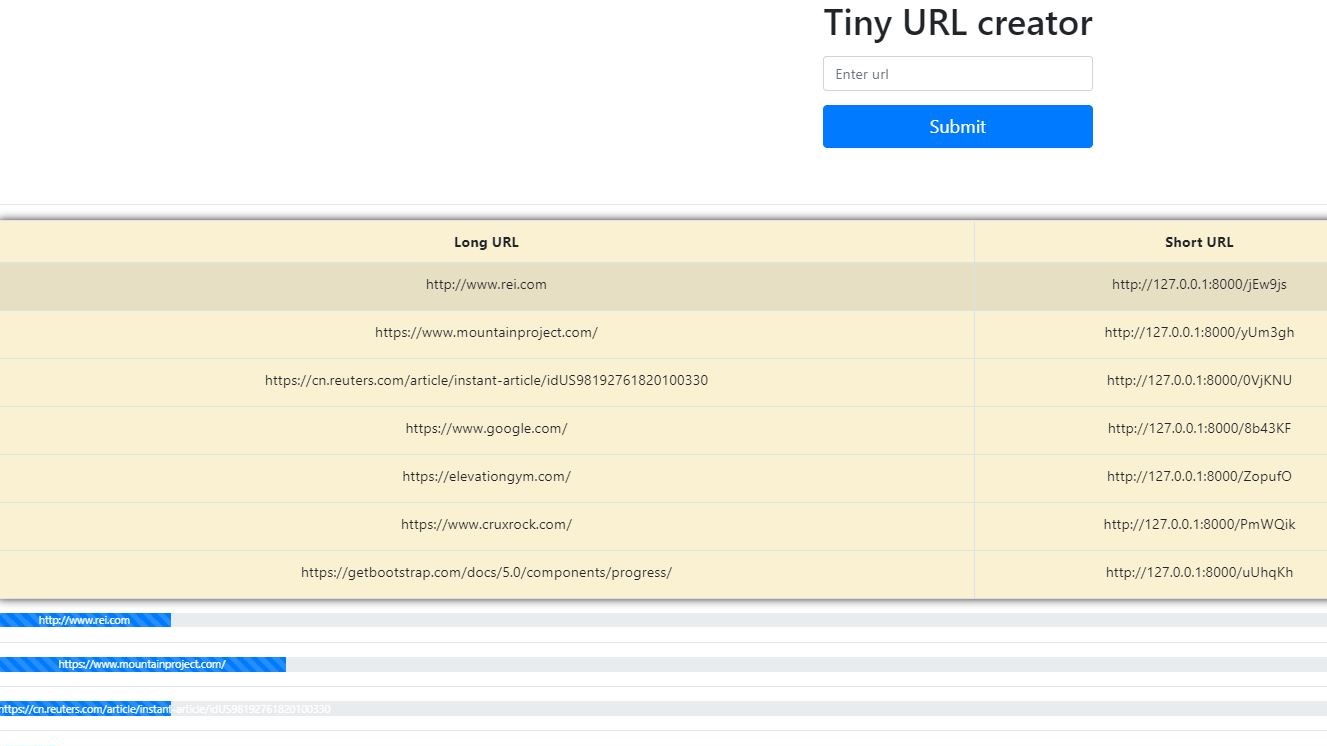 Tiny URL creator
Enter url
Submit
Long URL Short URL
http://www.rei.com http://127.0.0.1:8000/jEw9js
https://www.mountainproject.com/ http://127.0.0.1:8000/yUm3gh
https://cn.reuters.com/article/instant-article/idUS98192761820100330 http://127.0.0.1:8000/0VjKNU
https://www.google.com/ http://127.0.0.1:8000/8b43KF
https://elevationgym.com/ http://127.0.0.1:8000/ZopufO
https://www.cruxrock.com/ http://127.0.0.1:8000/PmWQik
https://getbootstrap.com/docs/5.0/components/progress/ http://127.0.0.1:8000/uUhqKh
http://www.rei.com
https://www.mountainproject.com/
https://cn.reuters.com/article/instant-article/idUS98192761820100330